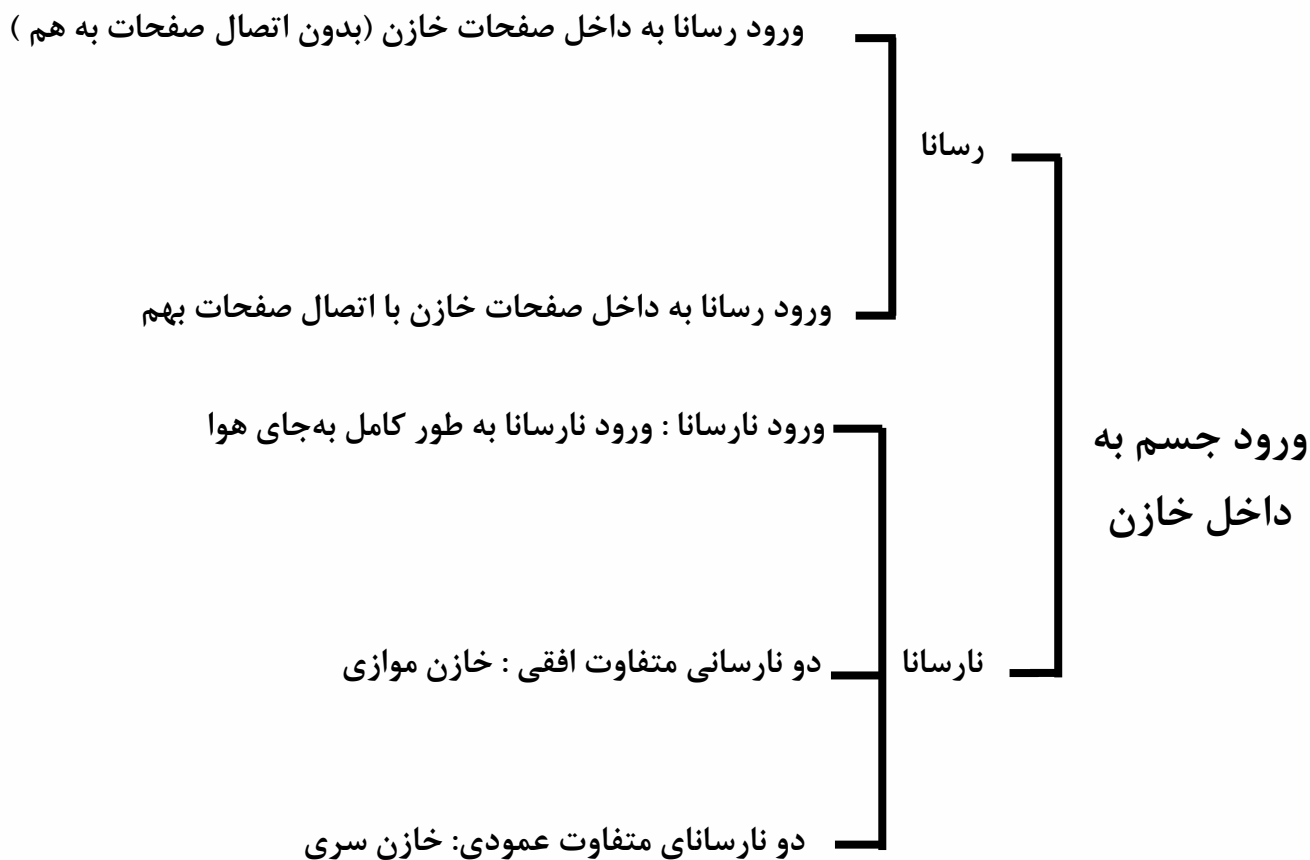 ورود جسم به
داخل خازن
رسانا
ورود رسانا به داخل صفحات خازن (بدون اتصال صفحات به هم )
ورود رسانا به داخل صفحات خازن با اتصال صفحات بهم
نارسانا
ورود نارسانا : ورود نارسانا به طور کامل به‌جای هوا
دو نارسانی متفاوت افقی : خازن موازی
دو نارسانای متفاوت عمودی: خازن سری